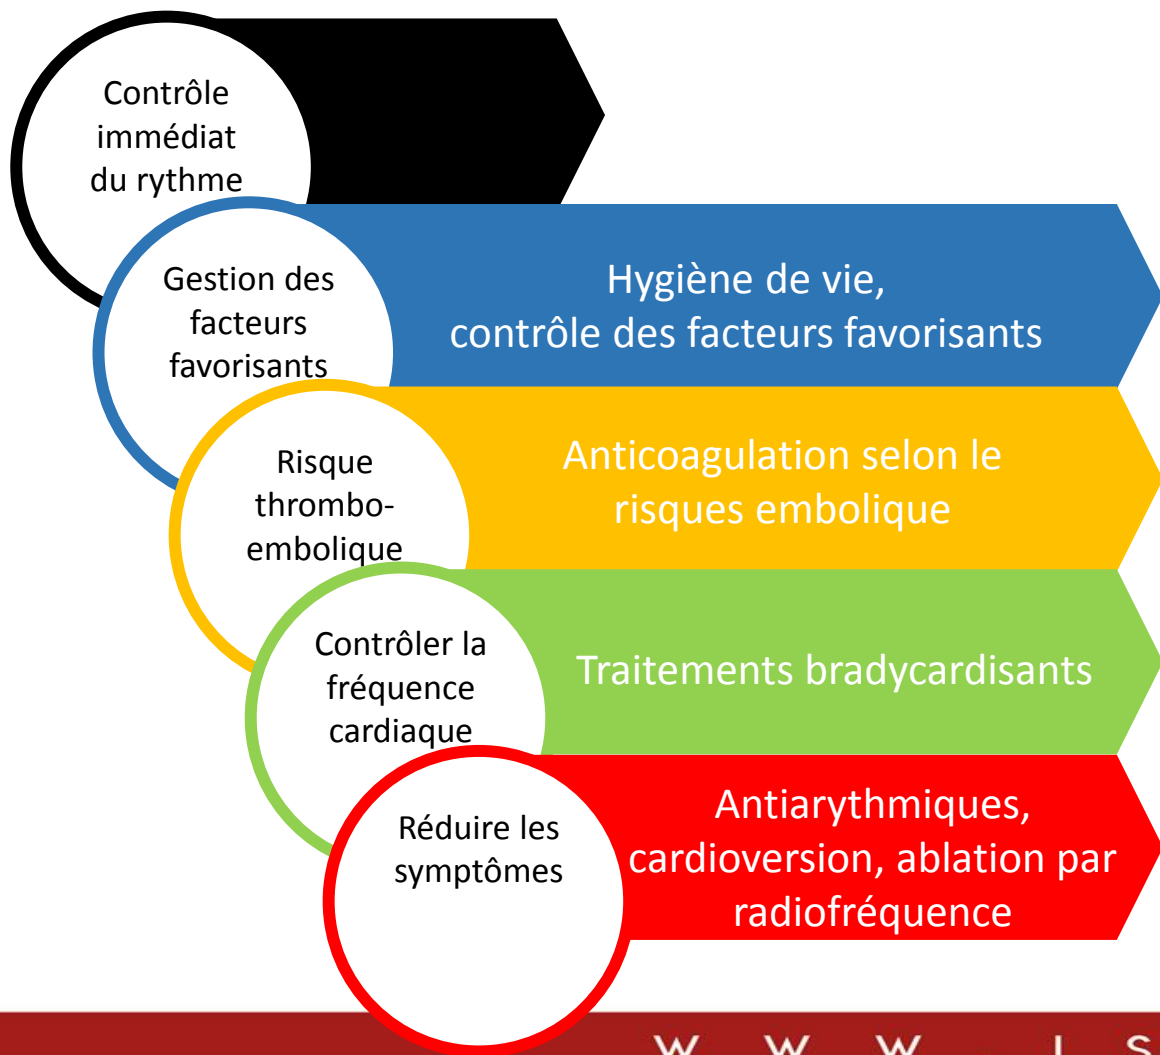 Contrôle
immédiat
du rythme
Gestion des
facteurs
favorisants
Hygiène de vie,
contrôle des facteurs favorisants
Risque
thrombo-
embolique
Anticoagulation selon le
risques embolique
Contrôler la
fréquence
cardiaque
Traitements bradycardisants
Réduire les
symptômes
Antiarythmiques,
cardioversion, ablation par
radiofréquence
W W W . I S